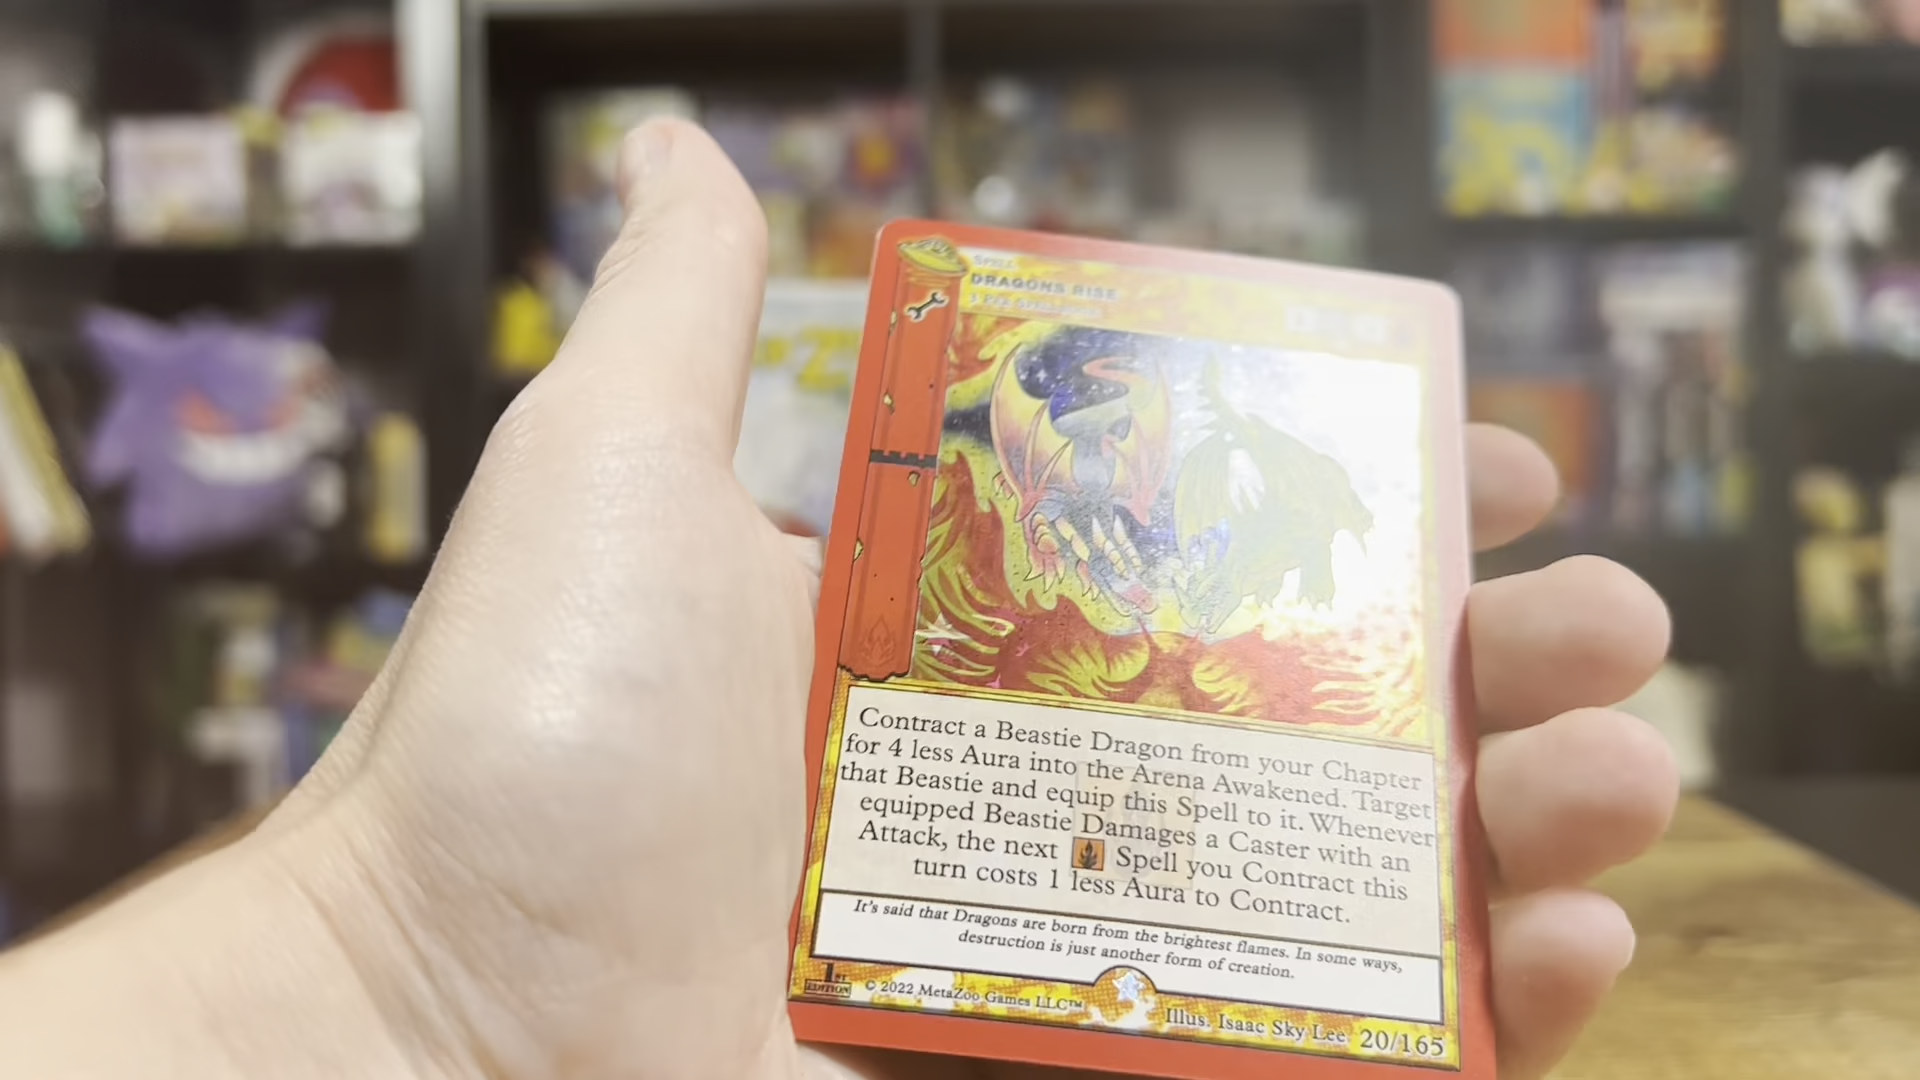 SPELL
DRAGONS RISE
Contract a Beastie Dragon from your Chapter
for 4 less Aura into the Arena Awakened. Target
that Beastie and equip this Spell to it. Whenever
equipped Beastie Damages a Caster with an
Attack, the next Spell you Contract this
turn costs 1 less Aura to Contract.
It's said that Dragons are born from the brightest flames. In some ways,
destruction is just another form of creation.
1ST
EDITION
© 2022 MetaZoo Games LLC™
Illus. Isaac Sky Lee 20/165